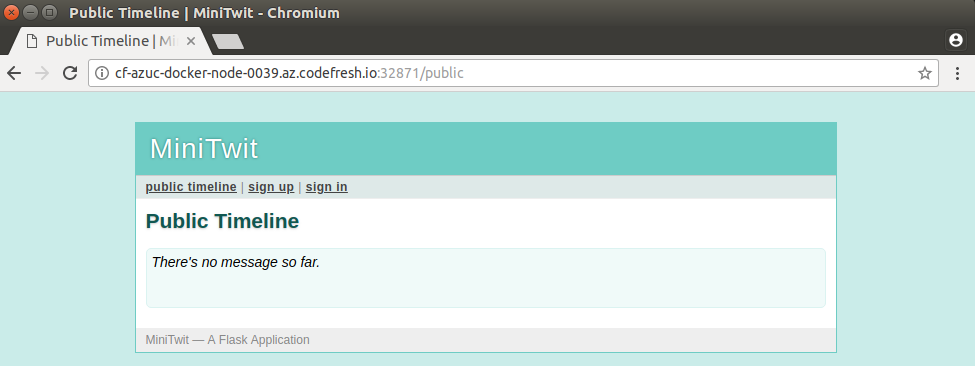 Public Timeline | MiniTwit - Chromium
Public Timeline | Mi
cf-azuc-docker-node-0039.az.codefresh.io:32871/public
MiniTwit
public timeline | sign up | sign in
Public Timeline
There's no message so far.
MiniTwit — A Flask Application